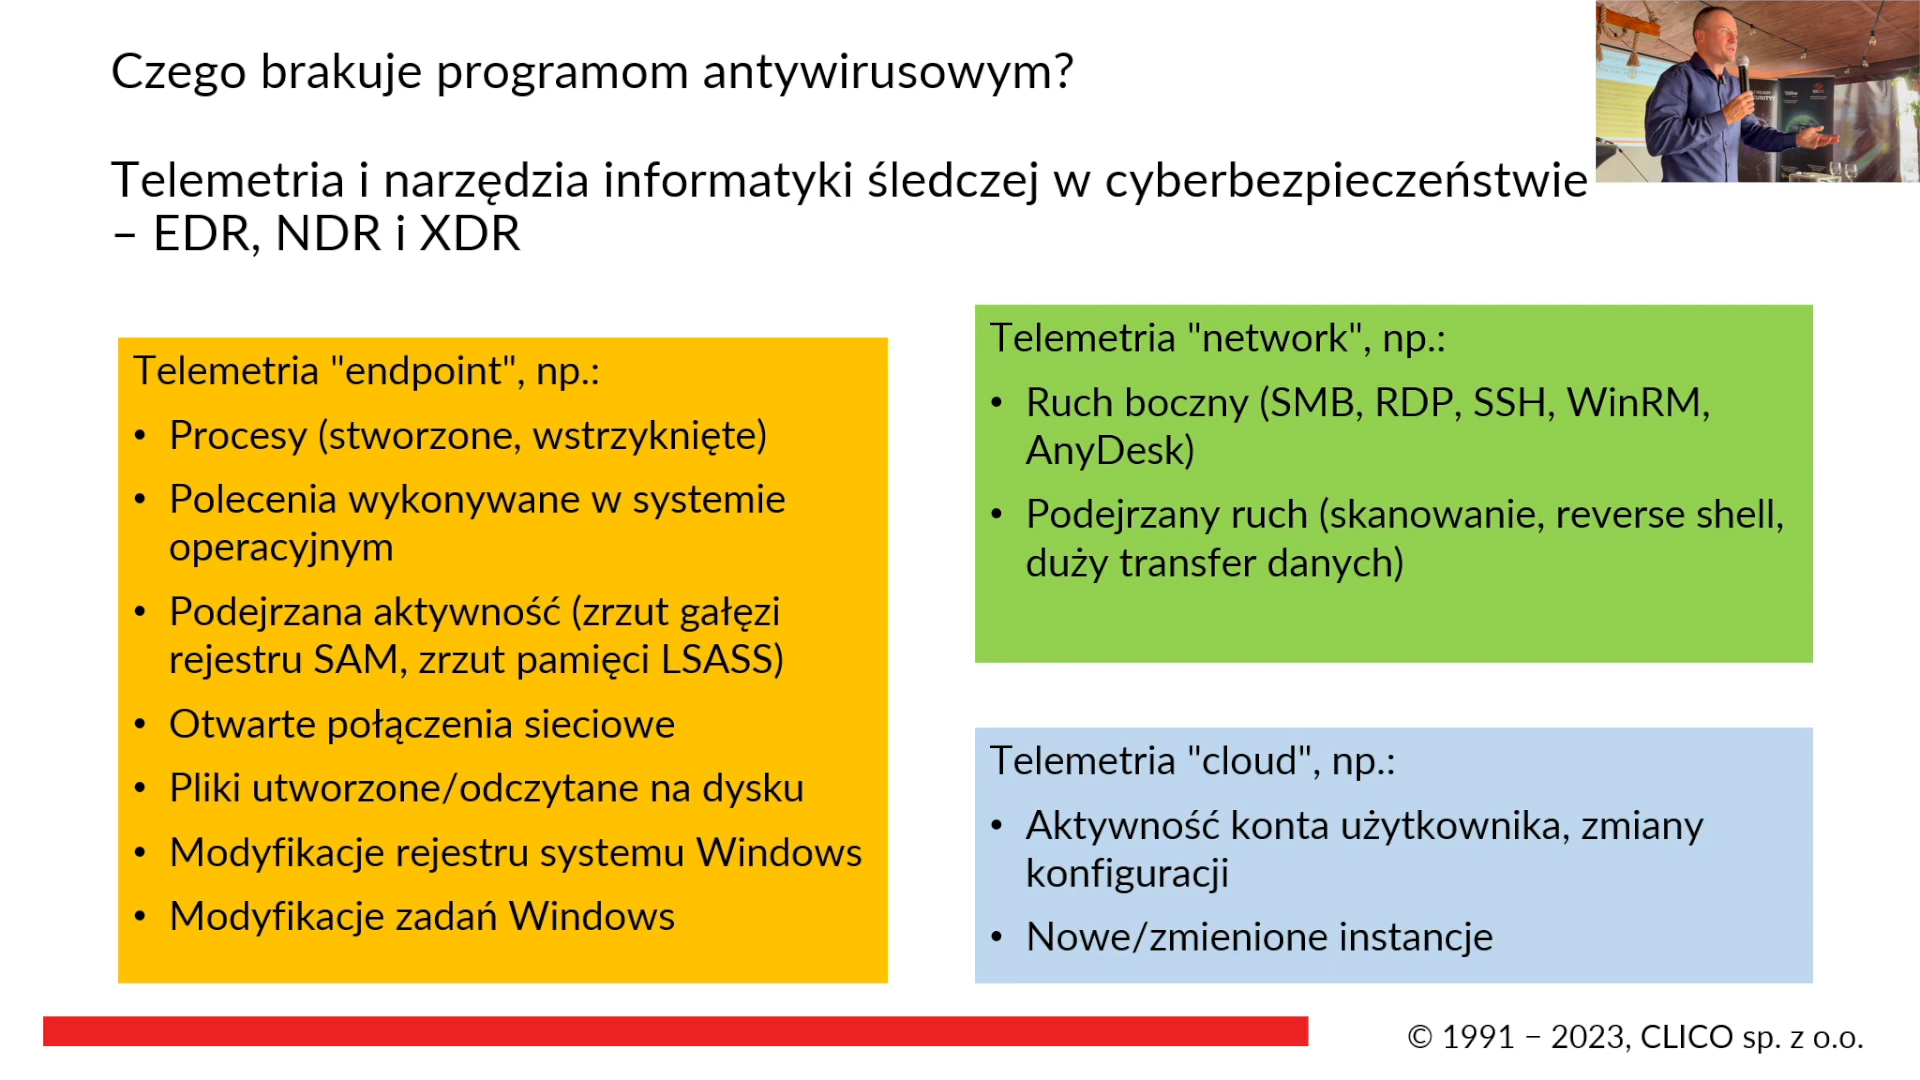 Czego brakuje programom antywirusowym?
Telemetria i narzędzia informatyki śledczej w cyberbezpieczeństwie
– EDR, NDR i XDR
Telemetria "endpoint", np.:
• Procesy (stworzone, wstrzyknięte)
• Polecenia wykonywane w systemie
operacyjnym
• Podejrzana aktywność (zrzut gałęzi
rejestru SAM, zrzut pamięci LSASS)
• Otwarte połączenia sieciowe
• Pliki utworzone/odczytane na dysku
• Modyfikacje rejestru systemu Windows
• Modyfikacje zadań Windows
Telemetria "network", np.:
• Ruch boczny (SMB, RDP, SSH, WinRM,
AnyDesk)
• Podejrzany ruch (skanowanie, reverse shell,
duży transfer danych)
Telemetria "cloud", np.:
• Aktywność konta użytkownika, zmiany
konfiguracji
• Nowe/zmienione instancje
© 1991 – 2023, CLICO sp. z o.o.